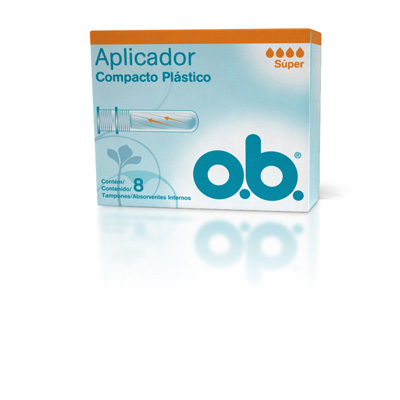 Aplicador
Compacto Plástico
Súper
o.b.®
Contém/
Contenido/ 8
Tampones/Absorventes Internos